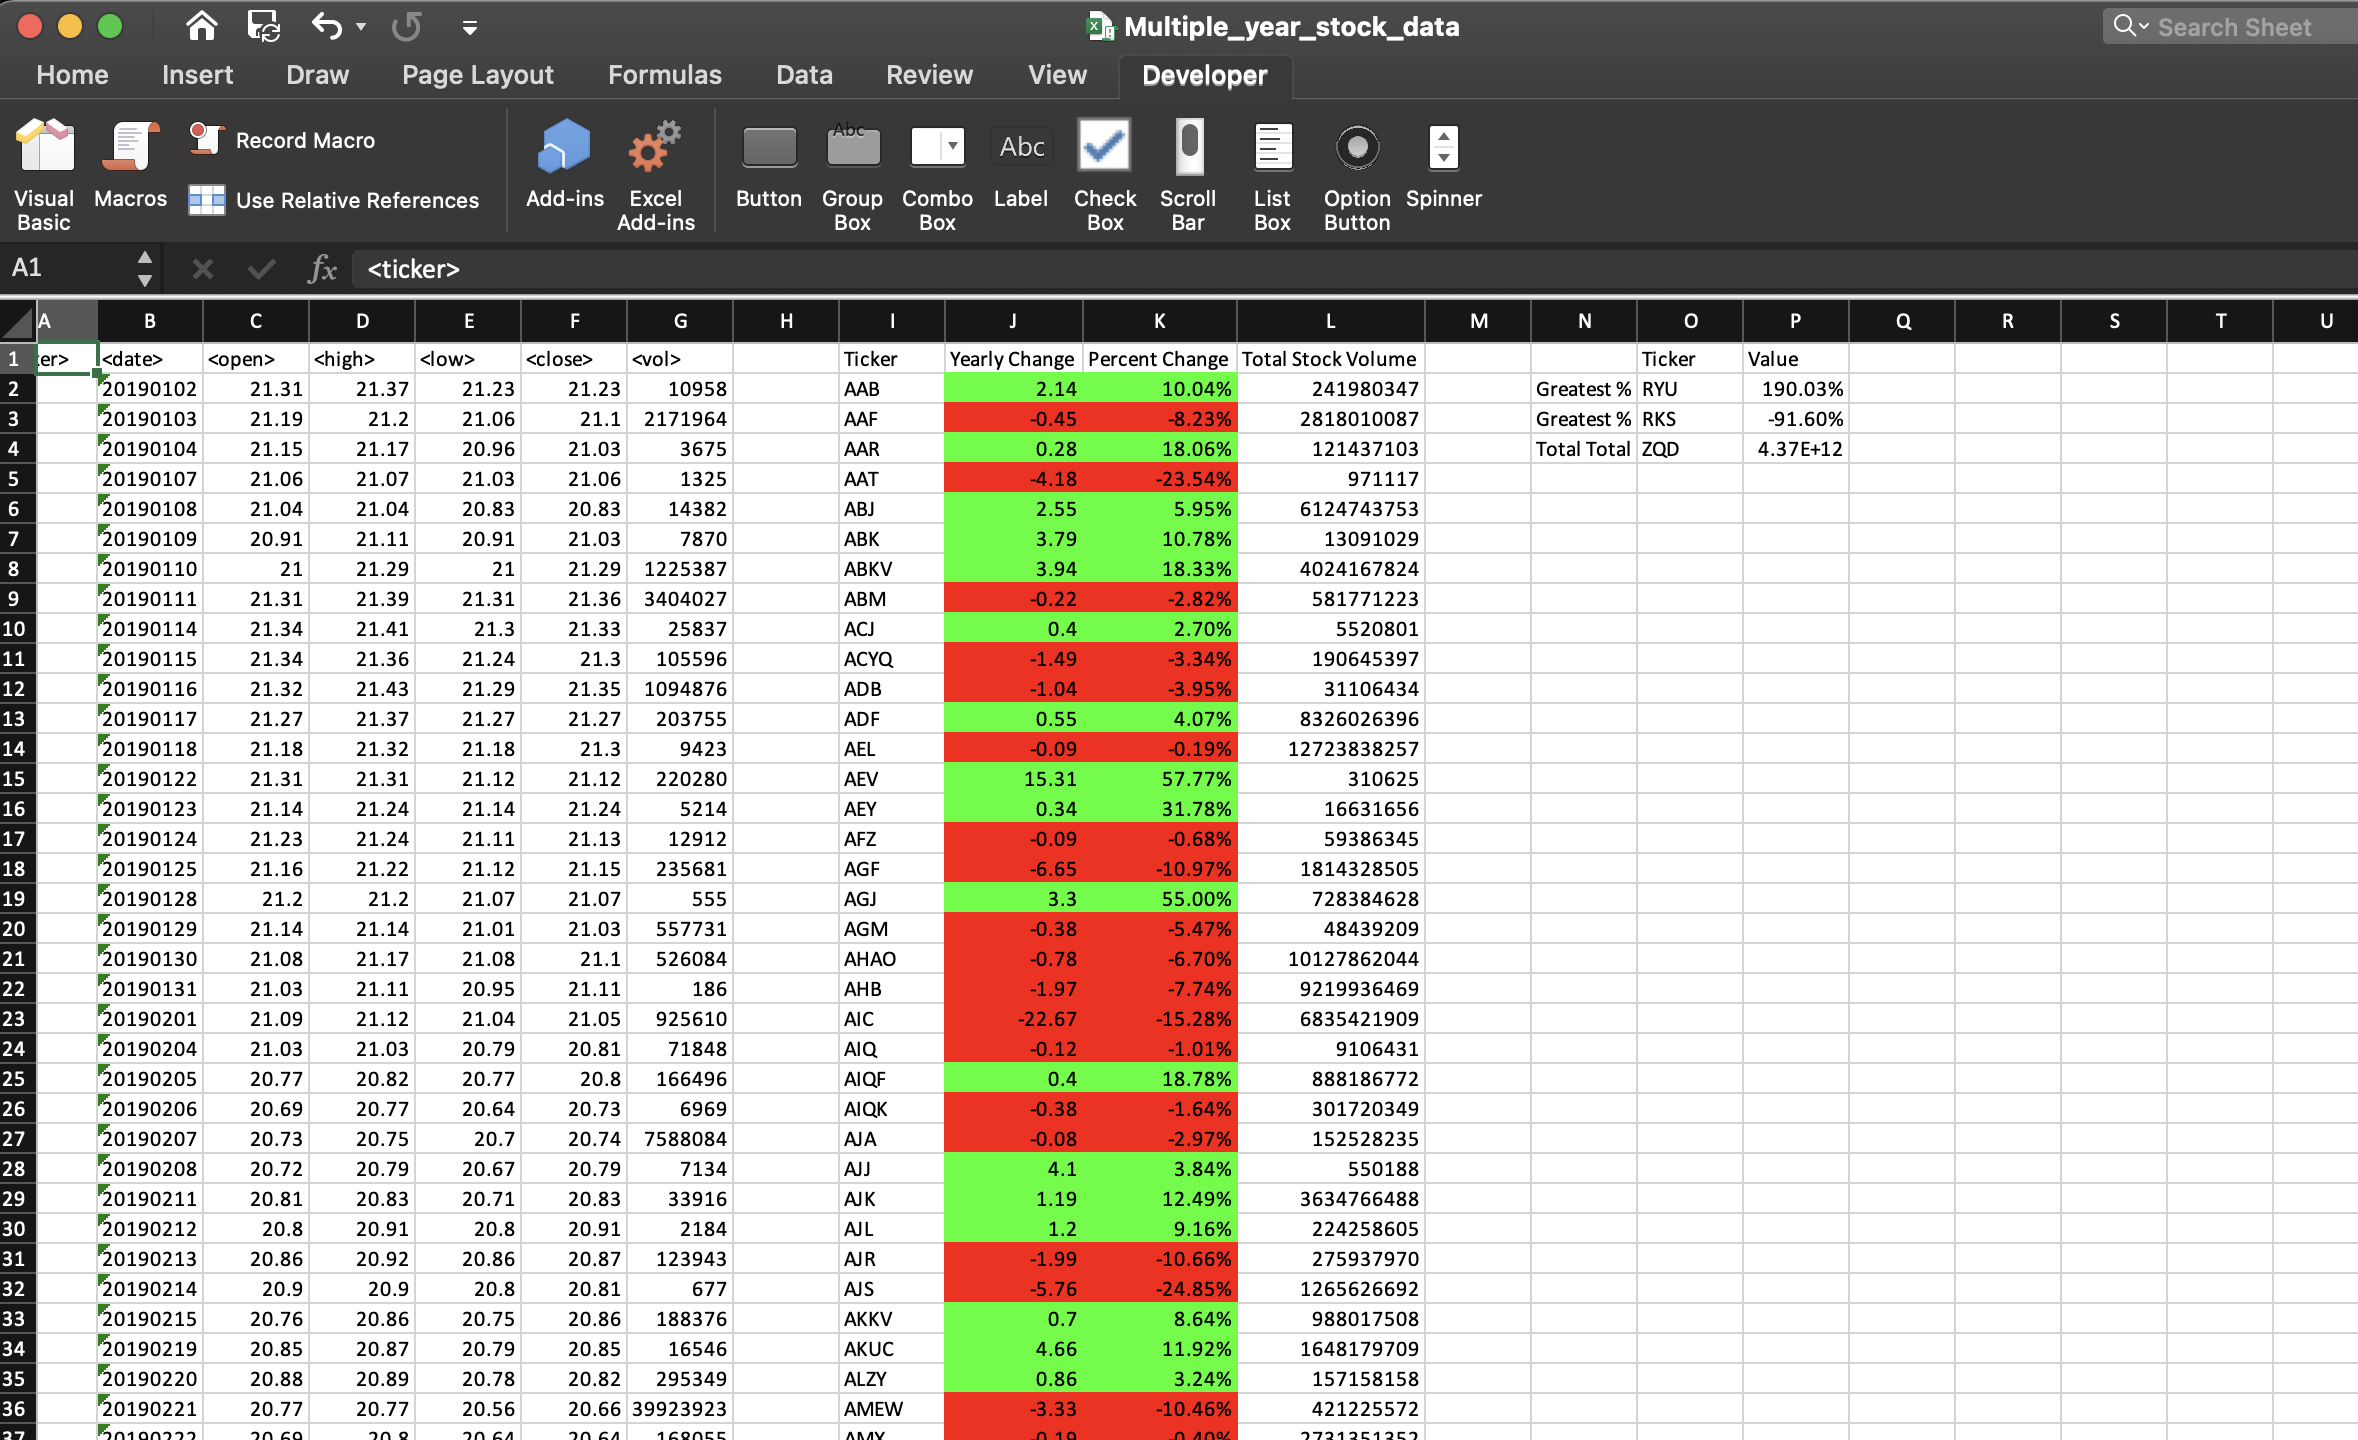 Multiple_year_stock_data
Search Sheet
Home Insert Draw Page Layout Formulas Data Review View Developer
Visual Basic
Macros
Record Macro
Use Relative References
Add-ins
Excel Add-ins
Button
Group Box
Combo Box
Abc
Label
Check Box
Scroll Bar
List Box
Option Button
Spinner
A1 fx <ticker>
A B C D E F G H I J K L M N O P Q R S T U
1 er> <date> <open> <high> <low> <close> <vol> Ticker Yearly Change Percent Change Total Stock Volume Ticker Value
2 20190102 21.31 21.37 21.23 21.23 10958 AAB 2.14 10.04% 241980347 Greatest % RYU 190.03%
3 20190103 21.19 21.2 21.06 21.1 2171964 AAF -0.45 -8.23% 2818010087 Greatest % RKS -91.60%
4 20190104 21.15 21.17 20.96 21.03 3675 AAR 0.28 18.06% 121437103 Total Total ZQD 4.37E+12
5 20190107 21.06 21.07 21.03 21.06 1325 AAT -4.18 -23.54% 971117
6 20190108 21.04 21.04 20.83 20.83 14382 ABJ 2.55 5.95% 6124743753
7 20190109 20.91 21.11 20.91 21.03 7870 ABK 3.79 10.78% 13091029
8 20190110 21 21.29 21 21.29 1225387 ABKV 3.94 18.33% 4024167824
9 20190111 21.31 21.39 21.31 21.36 3404027 ABM -0.22 -2.82% 581771223
10 20190114 21.34 21.41 21.3 21.33 25837 ACJ 0.4 2.70% 5520801
11 20190115 21.34 21.36 21.24 21.3 105596 ACYQ -1.49 -3.34% 190645397
12 20190116 21.32 21.43 21.29 21.35 1094876 ADB -1.04 -3.95% 31106434
13 20190117 21.27 21.37 21.27 21.27 203755 ADF 0.55 4.07% 8326026396
14 20190118 21.18 21.32 21.18 21.3 9423 AEL -0.09 -0.19% 12723838257
15 20190122 21.31 21.31 21.12 21.12 220280 AEV 15.31 57.77% 310625
16 20190123 21.14 21.24 21.14 21.24 5214 AEY 0.34 31.78% 16631656
17 20190124 21.23 21.24 21.11 21.13 12912 AFZ -0.09 -0.68% 59386345
18 20190125 21.16 21.22 21.12 21.15 235681 AGF -6.65 -10.97% 1814328505
19 20190128 21.2 21.2 21.07 21.07 555 AGJ 3.3 55.00% 728384628
20 20190129 21.14 21.14 21.01 21.03 557731 AGM -0.38 -5.47% 48439209
21 20190130 21.08 21.17 21.08 21.1 526084 AHAO -0.78 -6.70% 10127862044
22 20190131 21.03 21.11 20.95 21.11 186 AHB -1.97 -7.74% 9219936469
23 20190201 21.09 21.12 21.04 21.05 925610 AIC -22.67 -15.28% 6835421909
24 20190204 21.03 21.03 20.79 20.81 71848 AIQ -0.12 -1.01% 9106431
25 20190205 20.77 20.82 20.77 20.8 166496 AIQF 0.4 18.78% 888186772
26 20190206 20.69 20.77 20.64 20.73 6969 AIQK -0.38 -1.64% 301720349
27 20190207 20.73 20.75 20.7 20.74 7588084 AJA -0.08 -2.97% 152528235
28 20190208 20.72 20.79 20.67 20.79 7134 AJJ 4.1 3.84% 550188
29 20190211 20.81 20.83 20.71 20.83 33916 AJK 1.19 12.49% 3634766488
30 20190212 20.8 20.91 20.8 20.91 2184 AJL 1.2 9.16% 224258605
31 20190213 20.86 20.92 20.86 20.87 123943 AJR -1.99 -10.66% 275937970
32 20190214 20.9 20.9 20.8 20.81 677 AJS -5.76 -24.85% 1265626692
33 20190215 20.76 20.86 20.75 20.86 188376 AKKV 0.7 8.64% 988017508
34 20190219 20.85 20.87 20.79 20.85 16546 AKUC 4.66 11.92% 1648179709
35 20190220 20.88 20.89 20.78 20.82 295349 ALZY 0.86 3.24% 157158158
36 20190221 20.77 20.77 20.56 20.66 39923923 AMEW -3.33 -10.46% 421225572
37 20190222 20.69 20.8 20.64 20.64 168055 AMX -0.19 -0.40% 2731351352